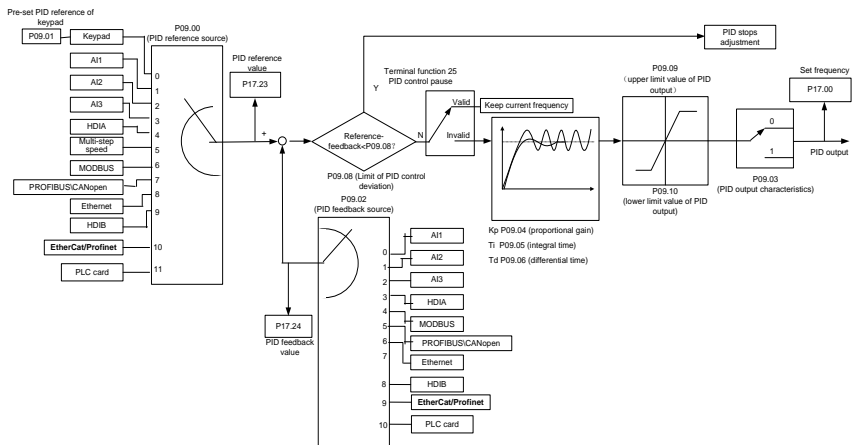 Pre-set PID reference of
keypad
P09.01
Keypad
AI1
AI2
AI3
HDIA
Multi-step
speed
MODBUS
PROFIBUS\CANopen
Ethernet
HDIB
EtherCat/Profinet
PLC card
P09.00
(PID reference source)
0
1
2
3
4
5
6
7
8
9
10
11
PID reference
value
P17.23
+
-
Y
N
Reference-
feedback<P09.08?
P09.08 (Limit of PID control
deviation)
Terminal function 25
PID control pause
Valid
Invalid
Keep current frequency
PID stops
adjustment
Kp P09.04 (proportional gain)
Ti P09.05 (integral time)
Td P09.06 (differential time)
P09.09
(upper limit value of PID
output)
P09.10
(lower limit value of PID
output)
0
1
P09.03
(PID output characteristics)
Set frequency
P17.00
PID output
P09.02
(PID feedback source)
P17.24
PID feedback
value
0
1
2
3
4
5
6
7
8
9
10
AI1
AI2
AI3
HDIA
MODBUS
PROFIBUS\CANopen
Ethernet
HDIB
EtherCat/Profinet
PLC card